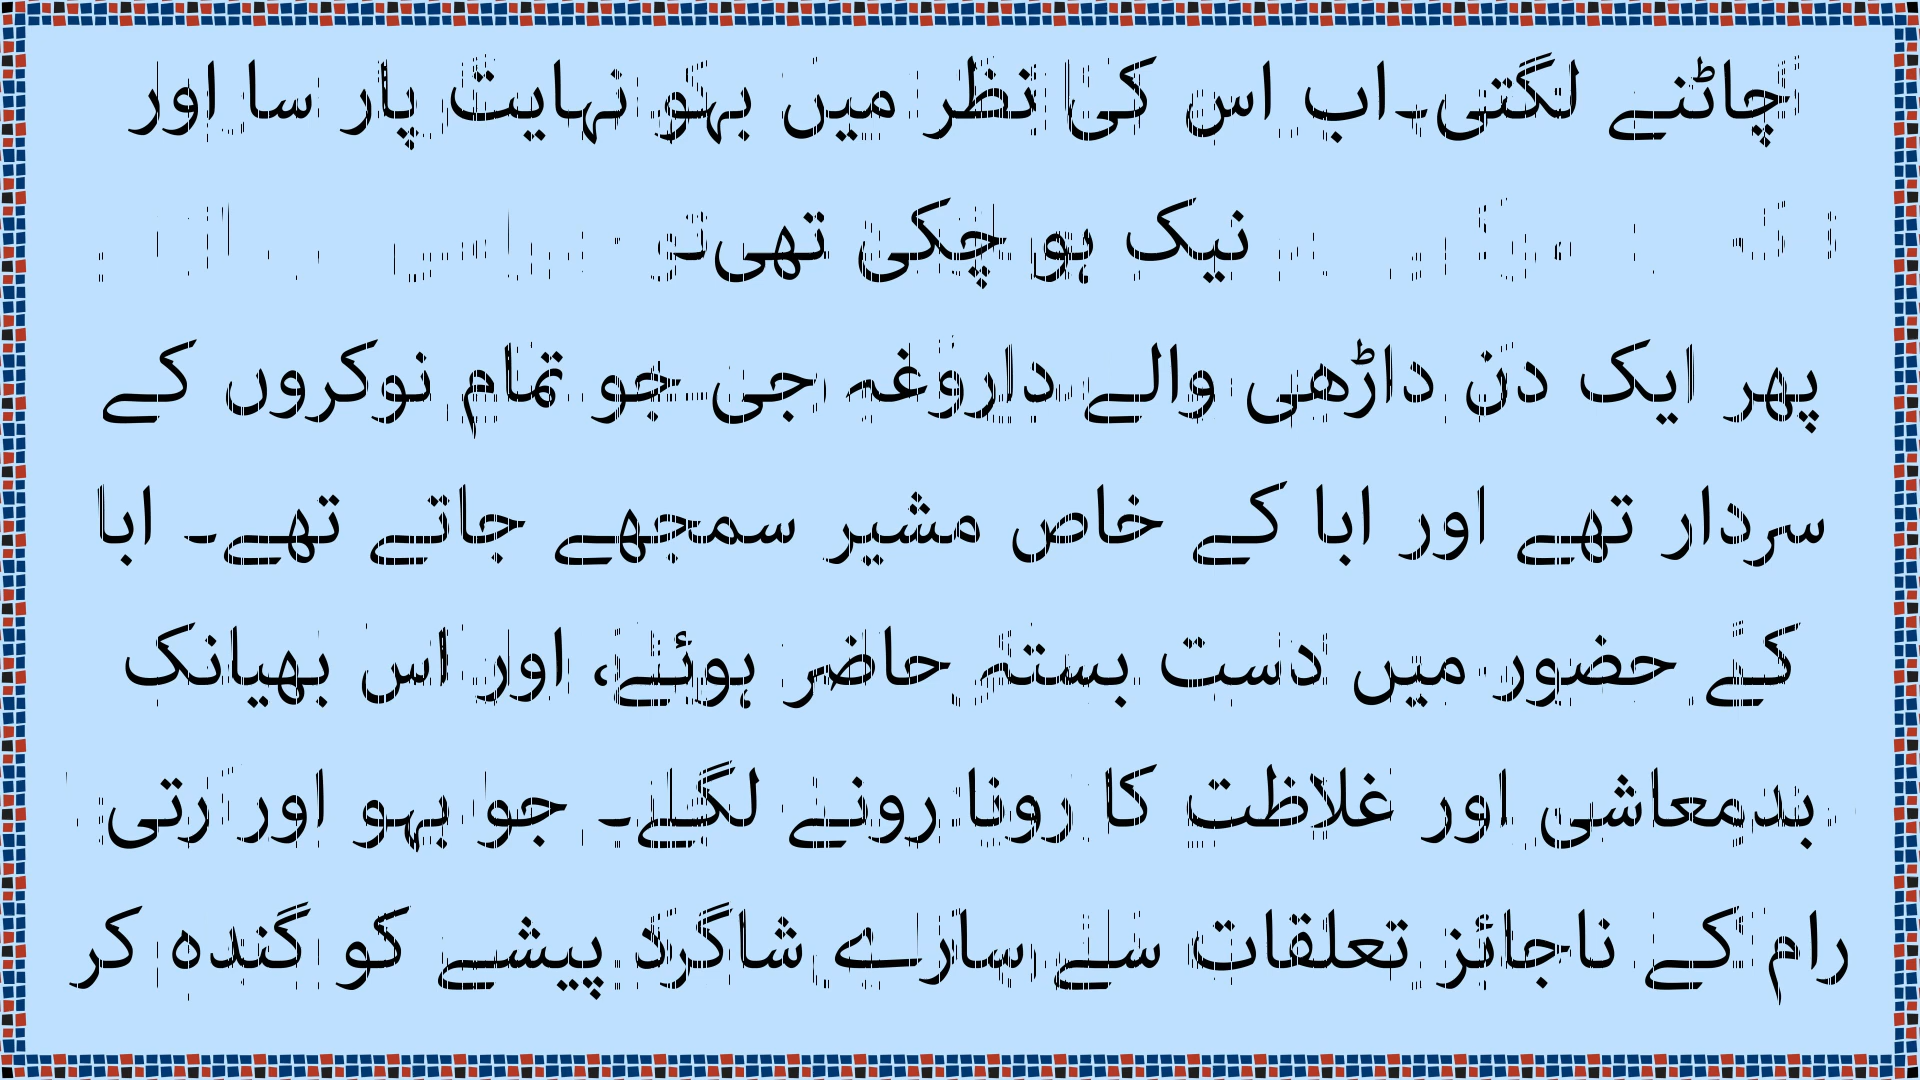 چاٹنے لگتی۔اب اس کی نظر میں بہو نہایت پار سا اور
نیک ہو چکی تھی۔
پھر ایک دن داڑھی والے داروغہ جی جو تمام نوکروں کے
سردار تھے اور ابا کے خاص مشیر سمجھے جاتے تھے۔ ابا
کے حضور میں دست بستہ حاضر ہوئے، اور اس بھیانک
بدمعاشی اور غلاظت کا رونا رونے لگے۔ جو بہو اور رتی
رام کے ناجائز تعلقات سے سارے شاگرد پیشے کو گندہ کر